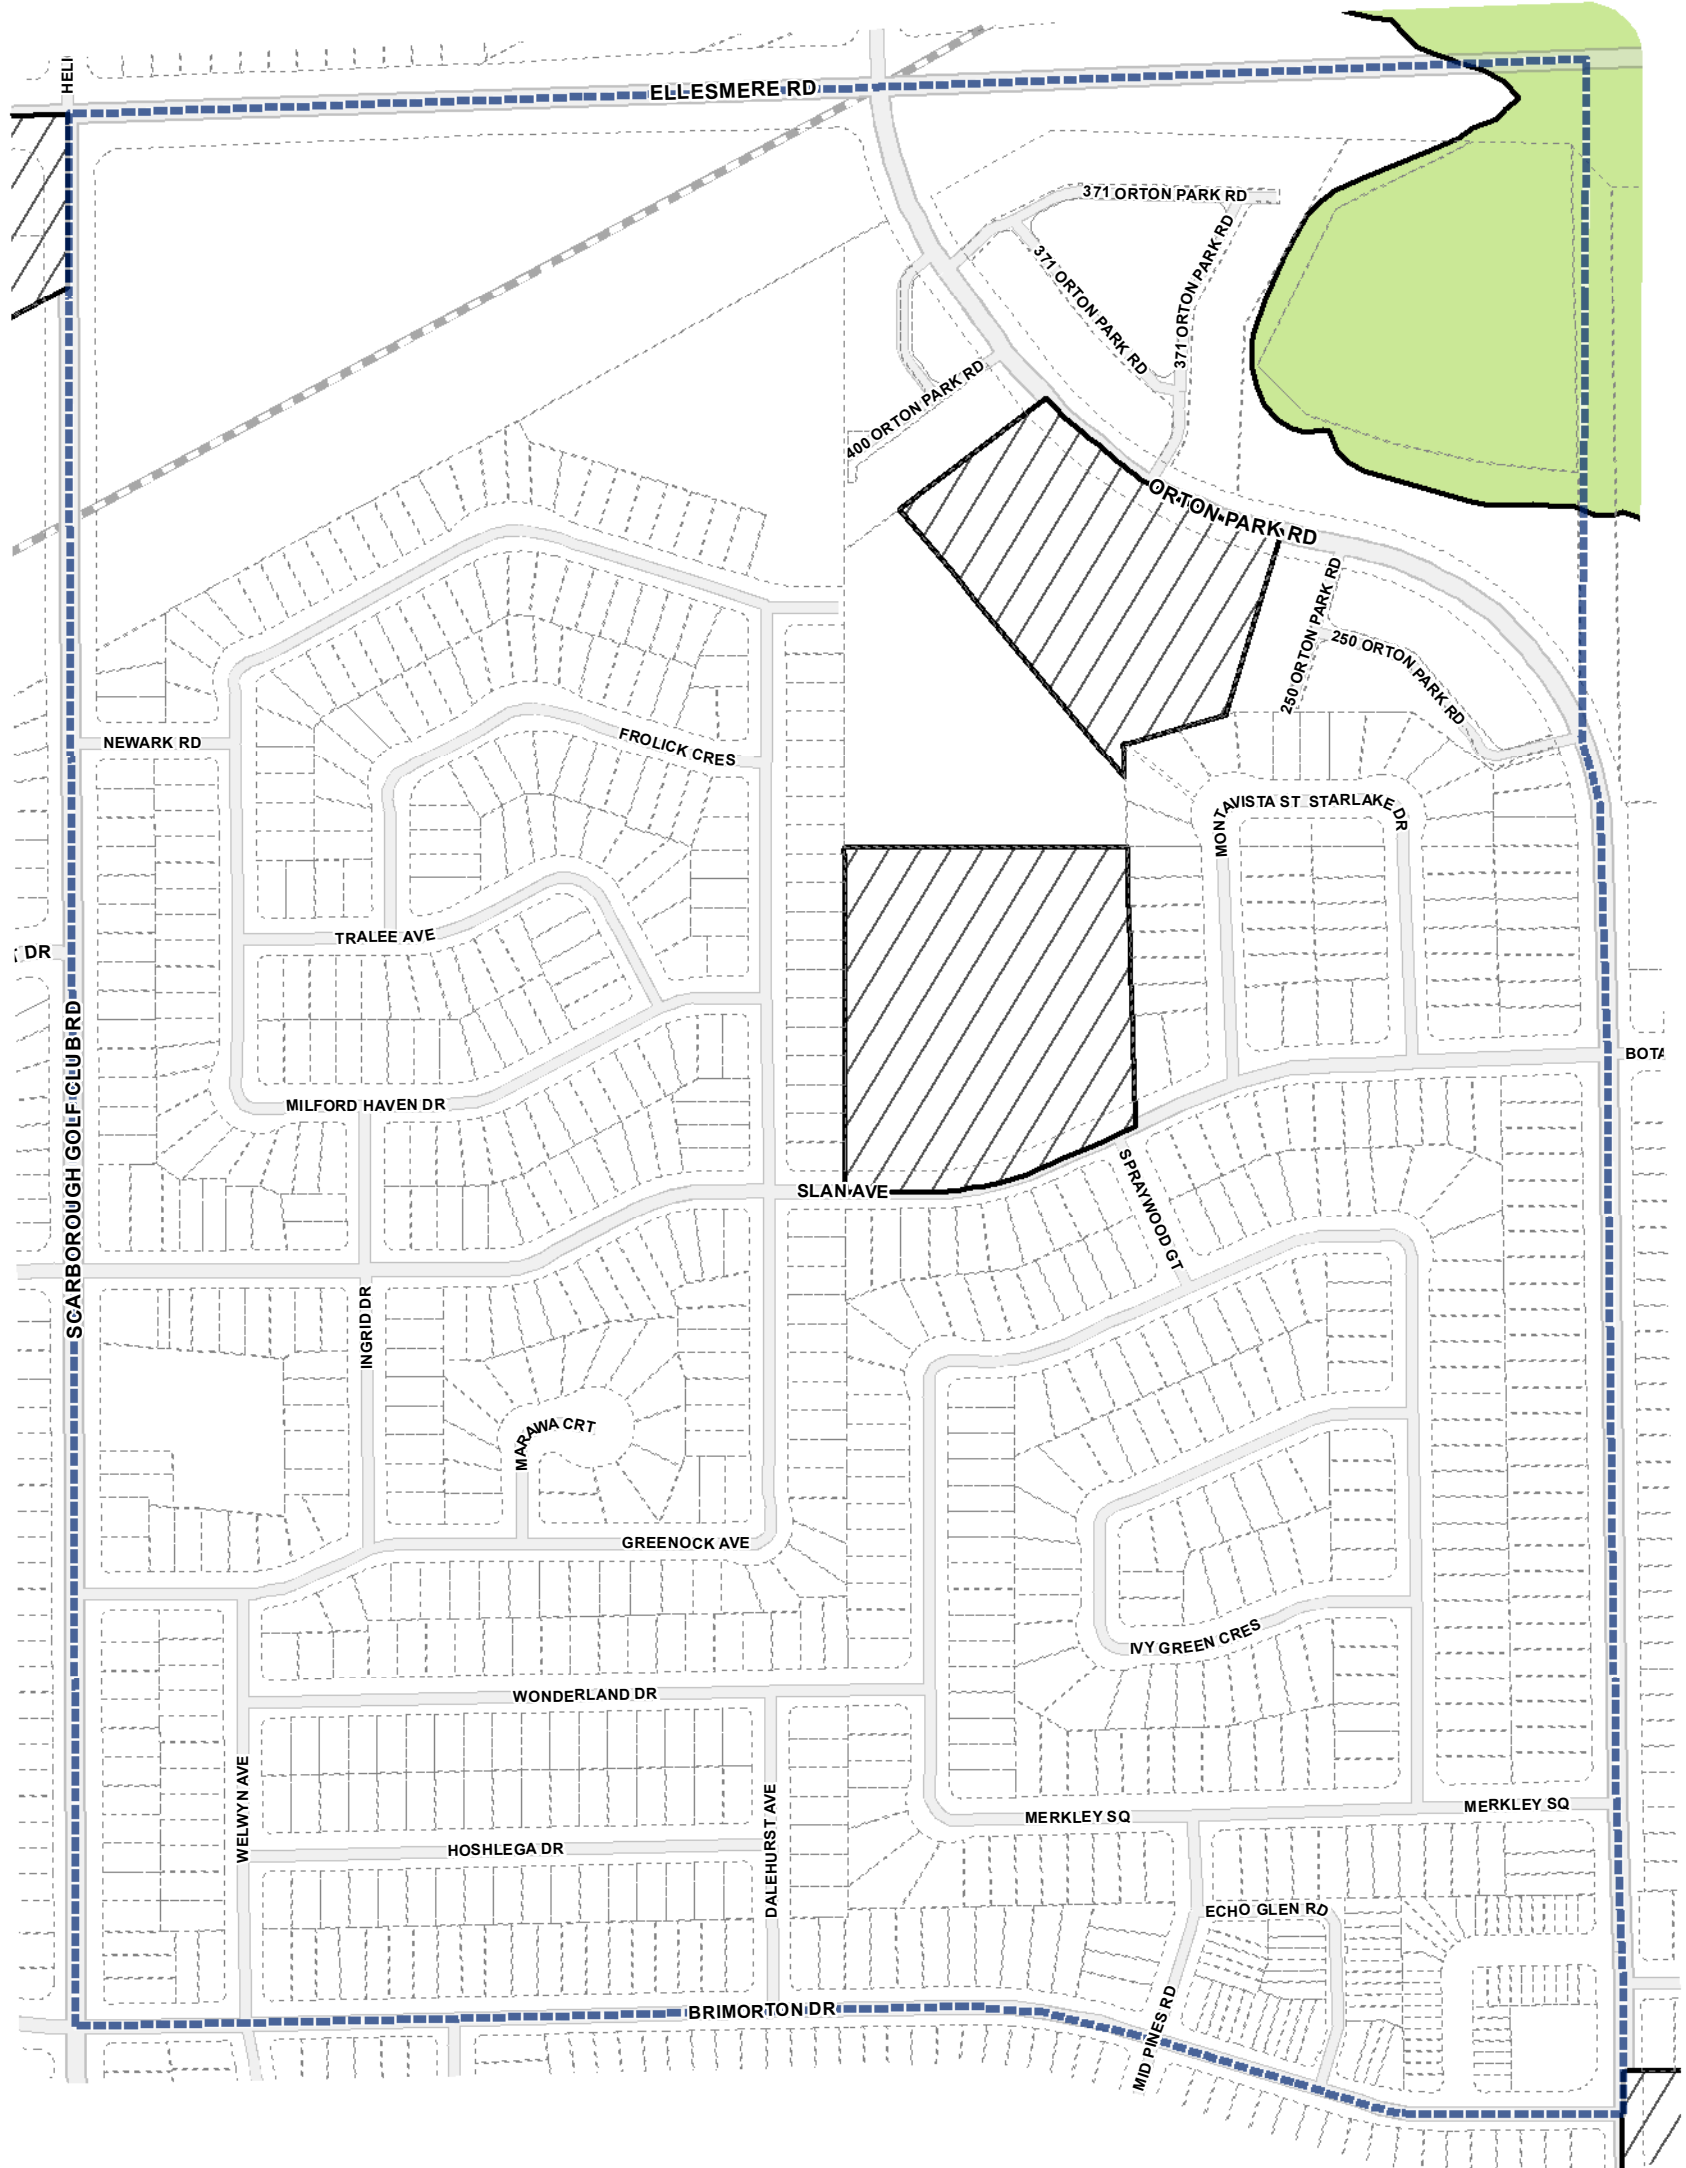 HELI
ELLESMERE RD
371 ORTON PARK RD
371 ORTON PARK RD
371 ORTON PARK RD
400 ORTON PARK RD
ORTON PARK RD
250 ORTON PARK RD
250 ORTON PARK RD
NEWARK RD
FROLICK CRES
MONTAVISTA ST
STARLAKE DR
TRALEE AVE
DR
SCARBOROUGH GOLF CLUB RD
BOTA
MILFORD HAVEN DR
SLAN AVE
SPRAYWOOD GT
INGRID DR
MARAWA CRT
GREENOCK AVE
IVY GREEN CRES
WONDERLAND DR
WELWYN AVE
DALEHURST AVE
MERKLEY SQ
MERKLEY SQ
HOSHLEGA DR
ECHO GLEN RD
BRIMORTON DR
MID PINES RD